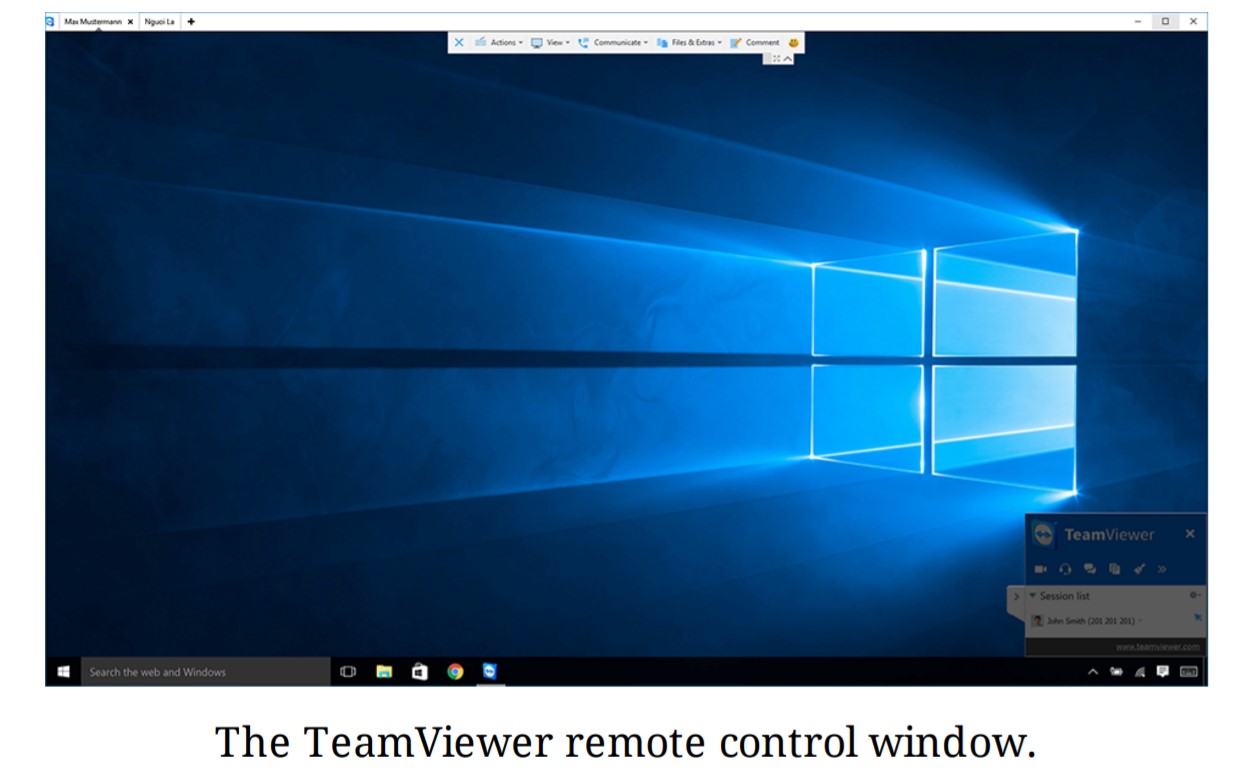 Max Mustermann Nguoi La
Actions View Communicate Files & Extras Comment
TeamViewer
Session list
John Smith (201 201 201)
www.teamviewer.com
Search the web and Windows
The TeamViewer remote control window.